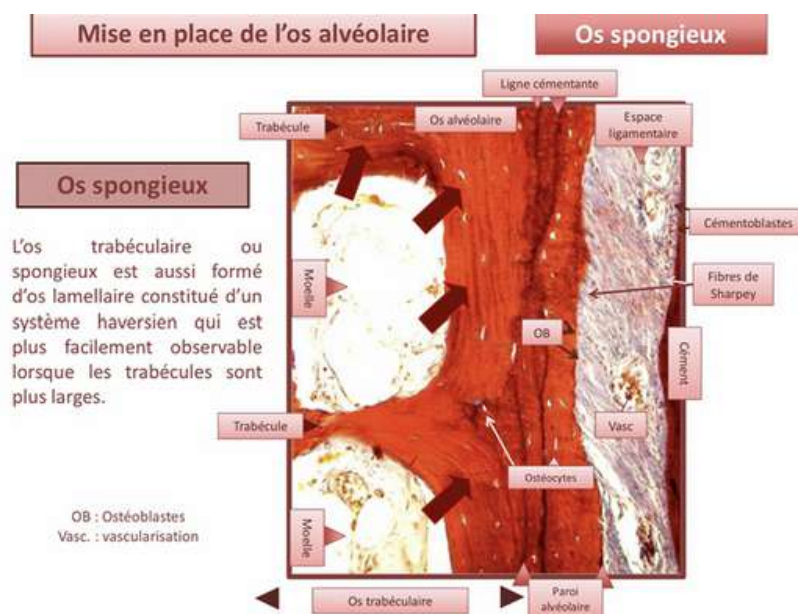 Mise en place de l'os alvéolaire
Os spongieux
Ligne cémentante
Trabécule
Os alvéolaire
Espace
ligamentaire
Os spongieux
L'os trabéculaire ou
spongieux est aussi formé
d'os lamellaire constitué d'un
système haversien qui est
plus facilement observable
lorsque les trabécules sont
plus larges.
Moelle
Cémentoblastes
Fibres de
Sharpey
OB
Cément
Trabécule
Vasc
Ostéocytes
OB : Ostéoblastes
Vasc. : vascularisation
Moelle
Os trabéculaire
Paroi
alvéolaire